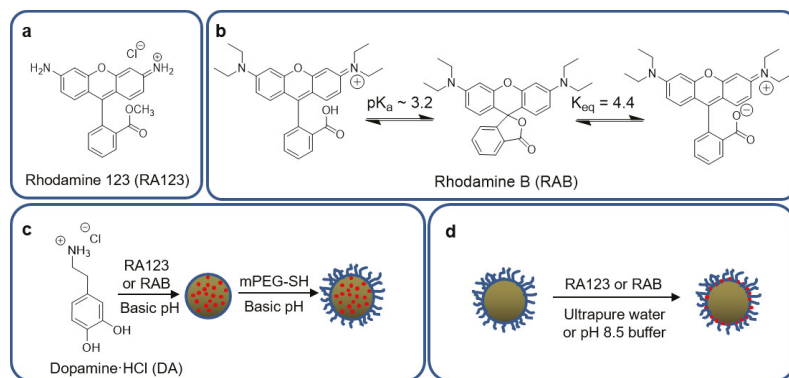 a
Cl⊖
H₂N
O
⊕
NH₂
OCH₃
O
Rhodamine 123 (RA123)
b
N
O
N
⊕
OH
O
pKa ~ 3.2
N
O
N
O
O
Keq = 4.4
N
O
N
⊕
O⊖
O
Rhodamine B (RAB)
c
⊕
⊖
Cl
NH₃
OH
OH
Dopamine·HCl (DA)
RA123
or RAB
Basic pH
mPEG-SH
Basic pH
d
RA123 or RAB
Ultrapure water
or pH 8.5 buffer